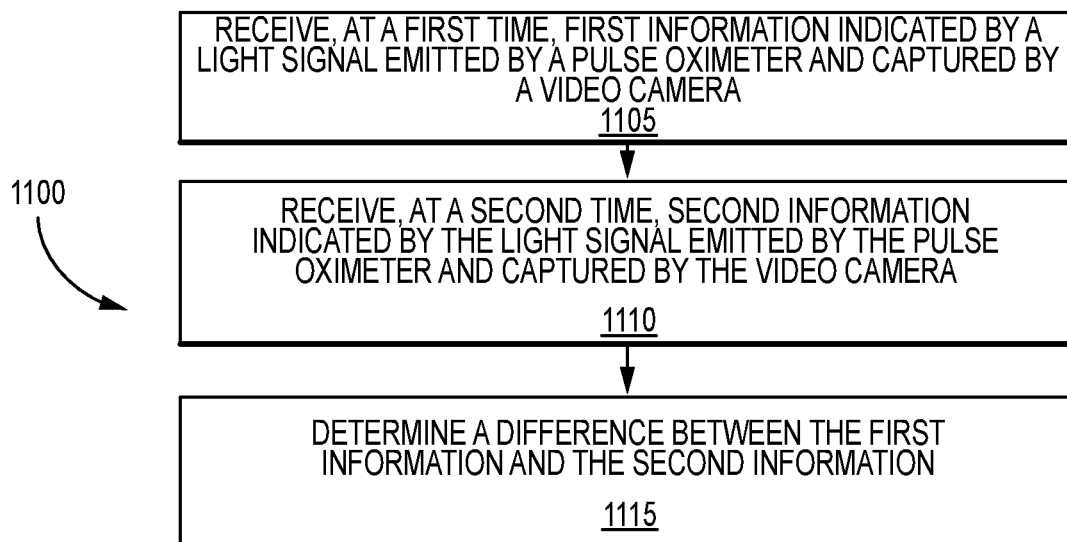 RECEIVE, AT A FIRST TIME, FIRST INFORMATION INDICATED BY A
LIGHT SIGNAL EMITTED BY A PULSE OXIMETER AND CAPTURED BY
A VIDEO CAMERA
1105
1100
RECEIVE, AT A SECOND TIME, SECOND INFORMATION
INDICATED BY THE LIGHT SIGNAL EMITTED BY THE PULSE
OXIMETER AND CAPTURED BY THE VIDEO CAMERA
1110
DETERMINE A DIFFERENCE BETWEEN THE FIRST
INFORMATION AND THE SECOND INFORMATION
1115